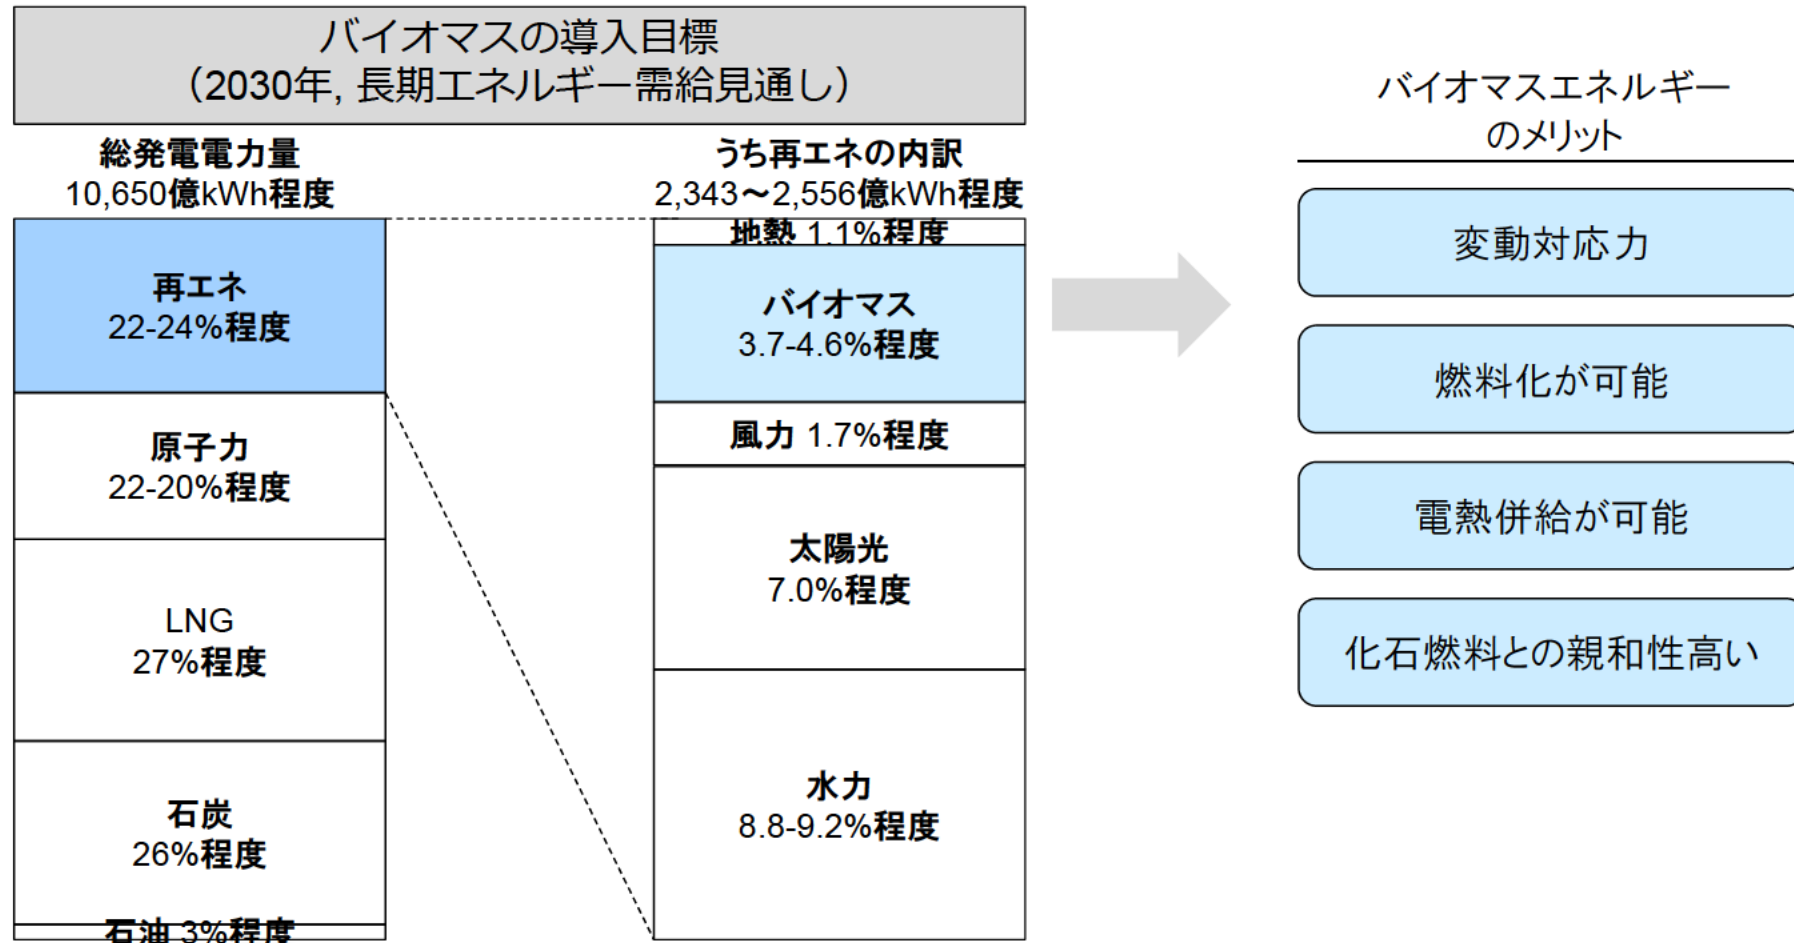 バイオマスの導入目標
（2030年, 長期エネルギー需給見通し）
総発電電力量
10,650億kWh程度
再エネ
22-24%程度
原子力
22-20%程度
LNG
27%程度
石炭
26%程度
石油 3%程度
うち再エネの内訳
2,343～2,556億kWh程度
地熱 1.1%程度
バイオマス
3.7-4.6%程度
風力 1.7%程度
太陽光
7.0%程度
水力
8.8-9.2%程度
バイオマスエネルギー
のメリット
変動対応力
燃料化が可能
電熱併給が可能
化石燃料との親和性高い